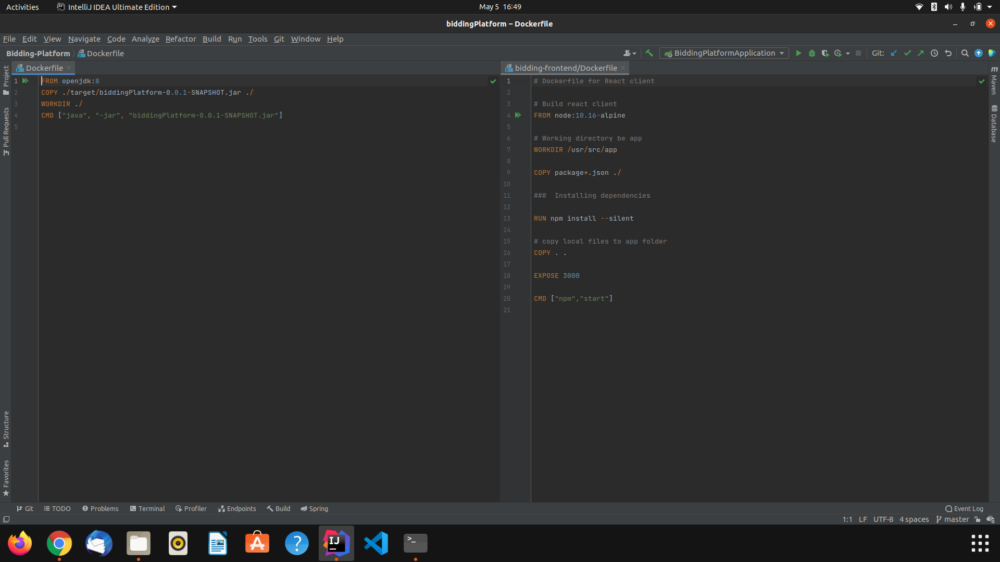 Activities
IntelliJ IDEA Ultimate Edition
May 5 16:49
biddingPlatform – Dockerfile
File Edit View Navigate Code Analyze Refactor Build Run Tools Git Window Help
Bidding-Platform Dockerfile
BiddingPlatformApplication
Git:
Project
Pull Requests
Structure
Favorites
Dockerfile
1 FROM openjdk:8
2 COPY ./target/biddingPlatform-0.0.1-SNAPSHOT.jar ./
3 WORKDIR ./
4 CMD ["java", "-jar", "biddingPlatform-0.0.1-SNAPSHOT.jar"]
5
bidding-frontend/Dockerfile
1 # Dockerfile for React client
2
3 # Build react client
4 FROM node:10.16-alpine
5
6 # Working directory be app
7 WORKDIR /usr/src/app
8
9 COPY package*.json ./
10
11 ###  Installing dependencies
12
13 RUN npm install --silent
14
15 # copy local files to app folder
16 COPY . .
17
18 EXPOSE 3000
19
20 CMD ["npm","start"]
21
m Maven
Database
Git TODO Problems Terminal Profiler Endpoints Build Spring
Event Log
1:1 LF UTF-8 4 spaces master
IJ
>_